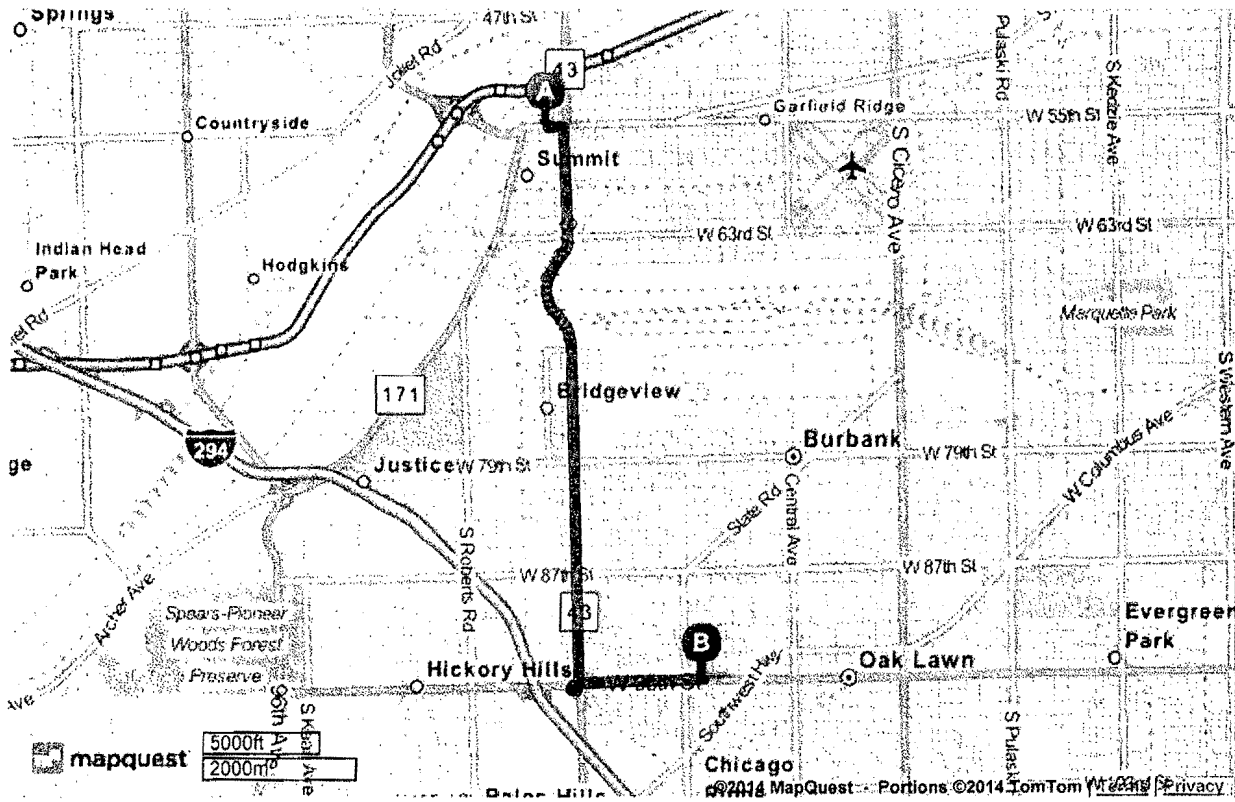 Springs
47th St
Joliet Rd
43
A
Pulaski Rd
S Kedzie Ave
Garfield Ridge
W 55th St
Countryside
Summit
S Cicero Ave
W 63rd St
W 63rd St
Indian Head
Park
Hodgkins
Marquette Park
S Western Ave
171
Bridgeview
Burbank
294
Justice
W 79th St
W 79th St
W Columbus Ave
State Rd
Central Ave
S Roberts Rd
W 87th St
W 87th St
Archer Ave
Spears-Pioneer
Woods Forest
Preserve
43
B
Evergreen
Park
Hickory Hills
Oak Lawn
Southwest Hwy
96th Ave
S Kean Ave
S Pulaski
mapquest
5000ft
2000m
Chicago
Palos Hills
©2014 MapQuest - Portions ©2014 TomTom | Terms | Privacy